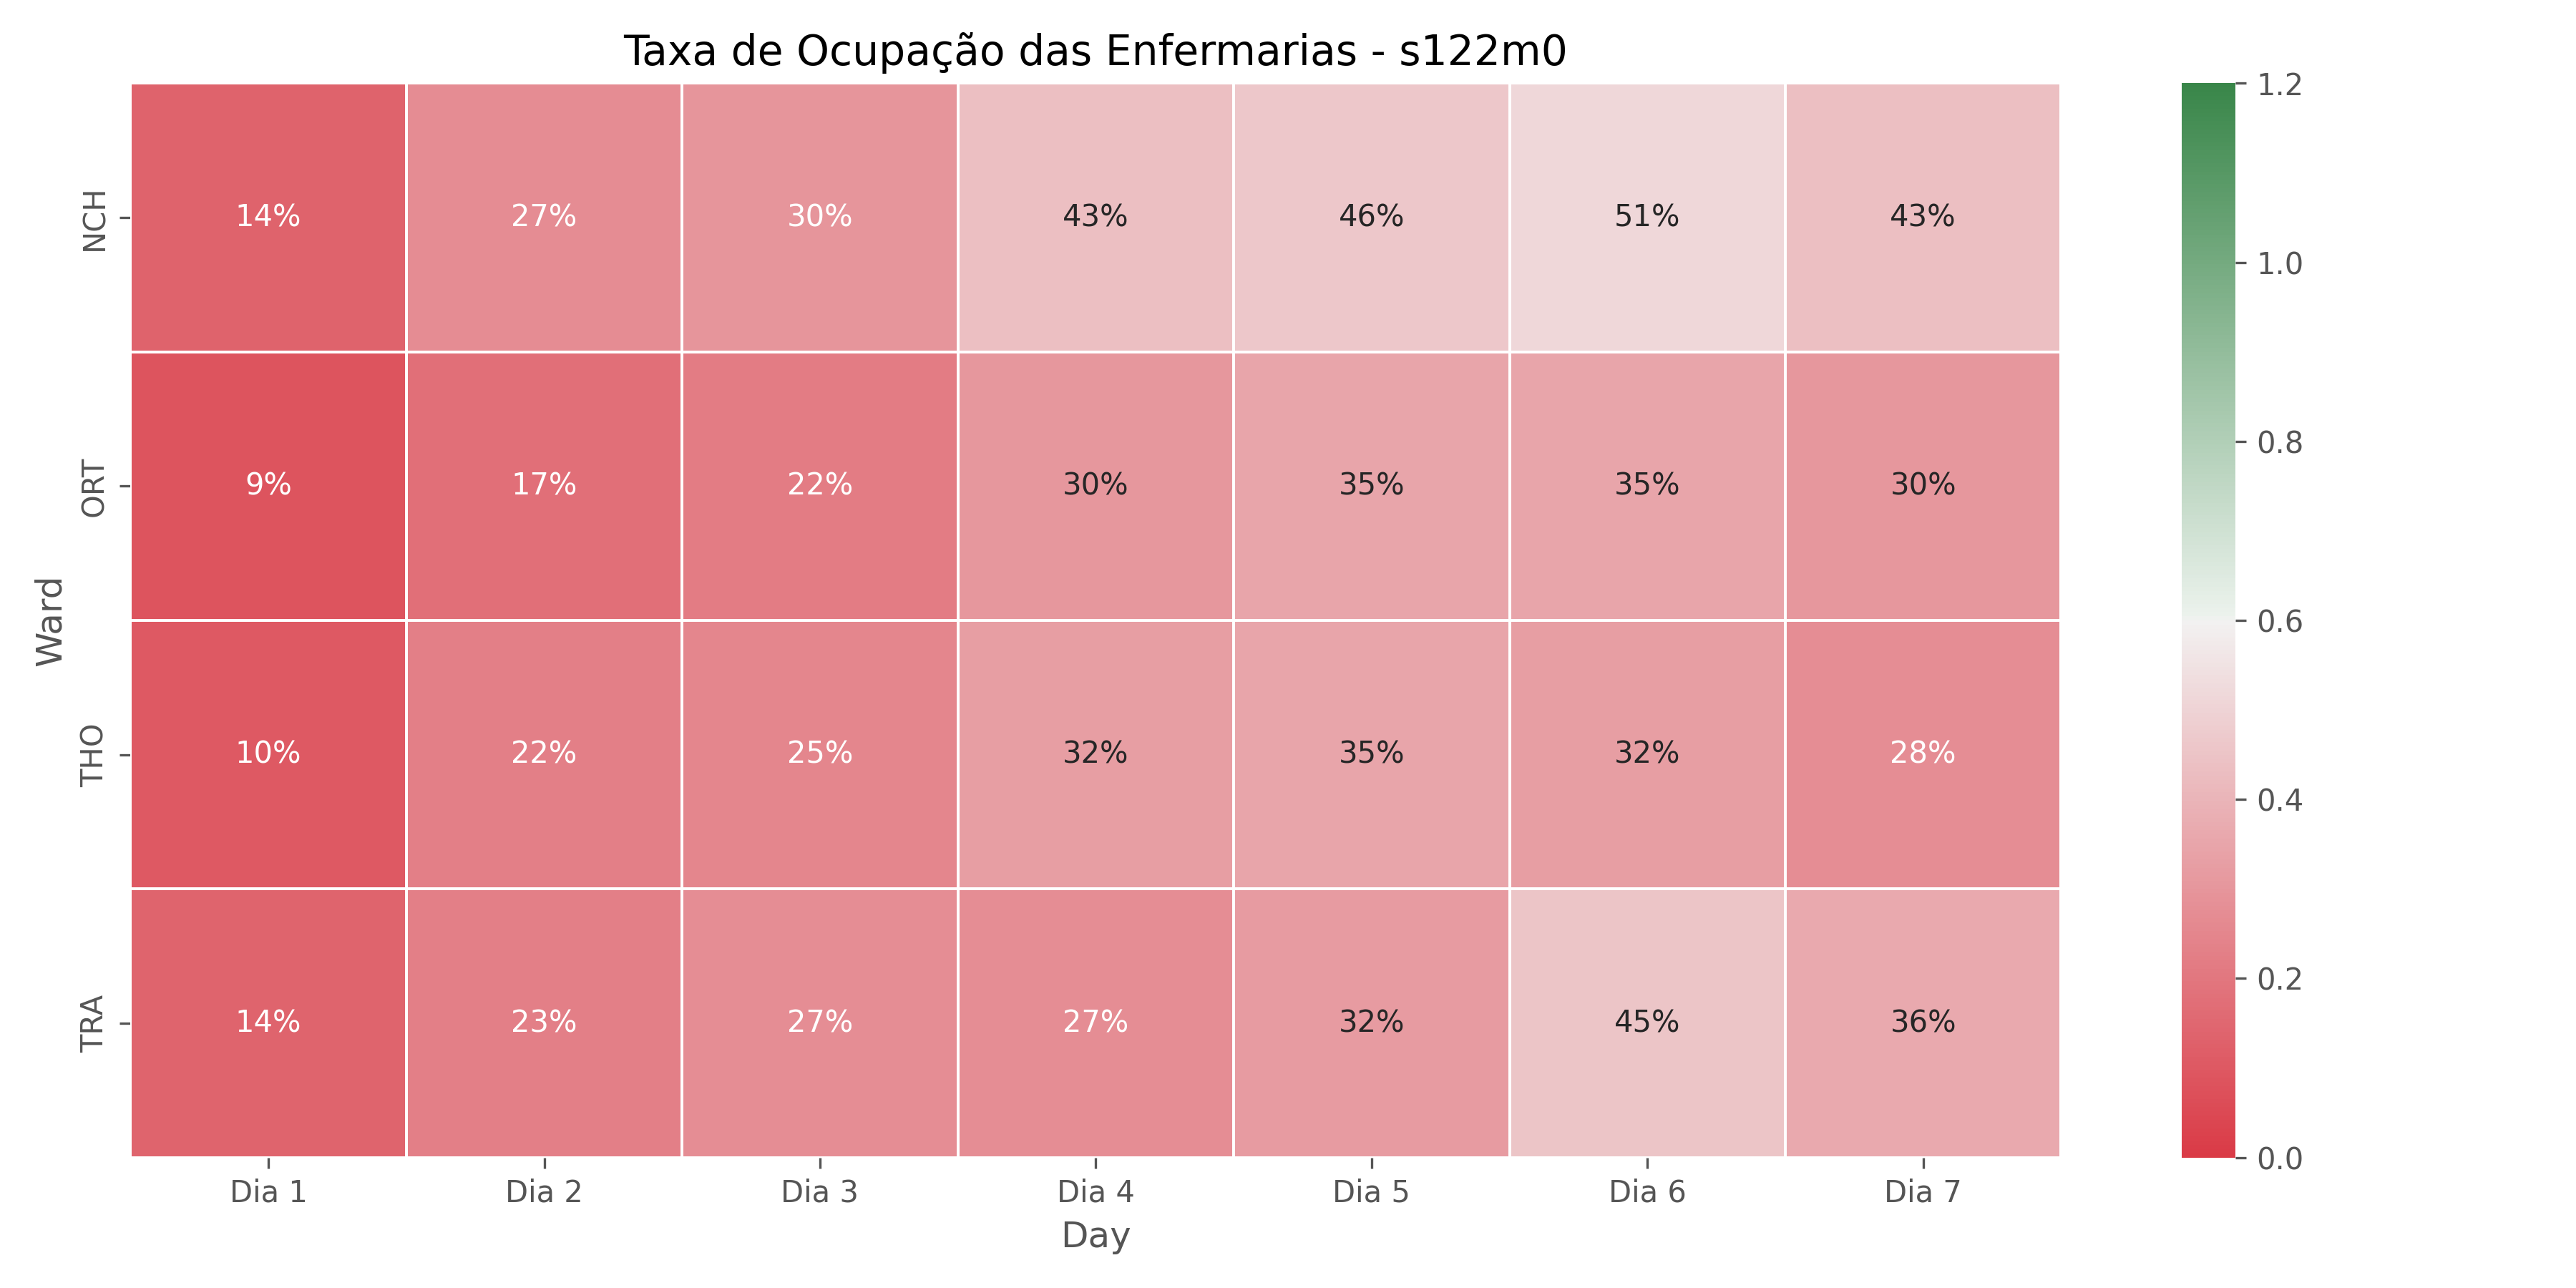 Taxa de Ocupação das Enfermarias - s122m0
Ward
NCH 14% 27% 30% 43% 46% 51% 43%
ORT 9% 17% 22% 30% 35% 35% 30%
THO 10% 22% 25% 32% 35% 32% 28%
TRA 14% 23% 27% 27% 32% 45% 36%
Dia 1 Dia 2 Dia 3 Dia 4 Dia 5 Dia 6 Dia 7
Day
1.2
1.0
0.8
0.6
0.4
0.2
0.0